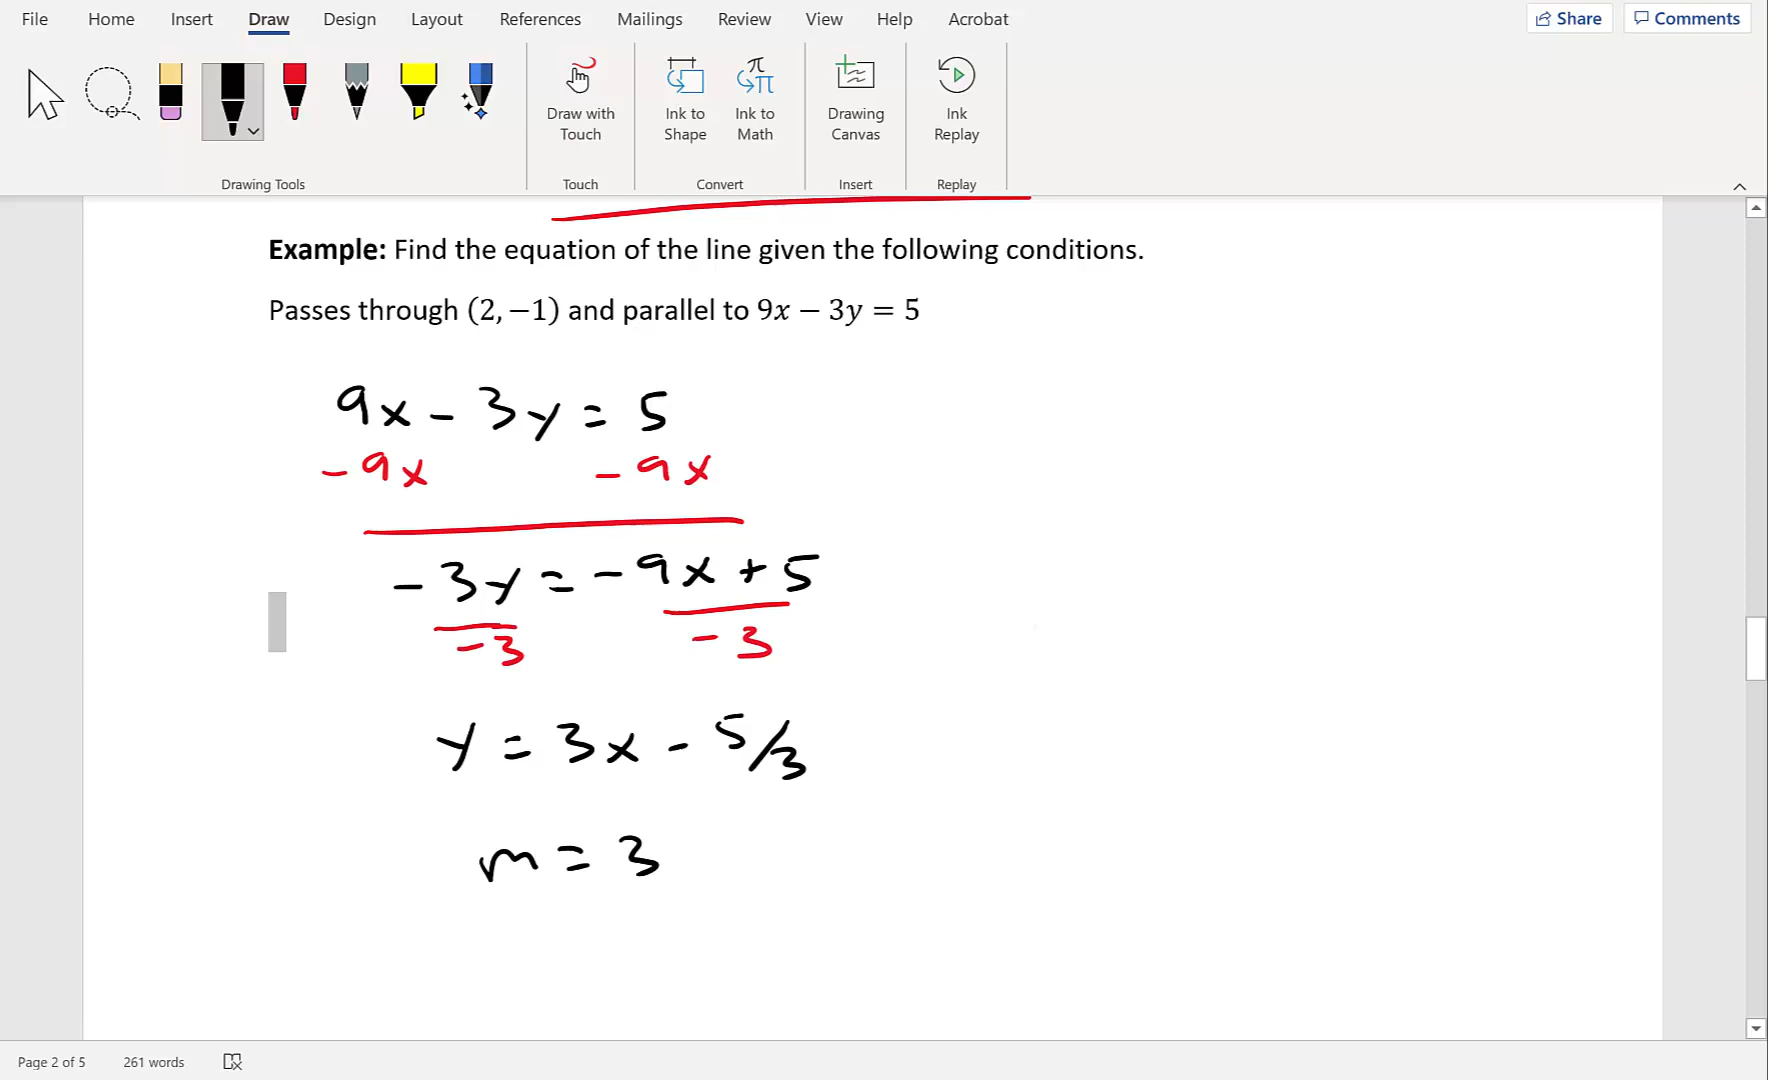 File Home Insert Draw Design Layout References Mailings Review View Help Acrobat Share Comments
Draw with Touch
Ink to Shape
Ink to Math
Drawing Canvas
Ink Replay
Drawing Tools Touch Convert Insert Replay
Example: Find the equation of the line given the following conditions.
Passes through (2, −1) and parallel to 9x − 3y = 5
9x - 3y = 5
- 9x - 9x
- 3y = - 9x + 5
-3 -3
y = 3x - 5/3
m = 3
Page 2 of 5 261 words